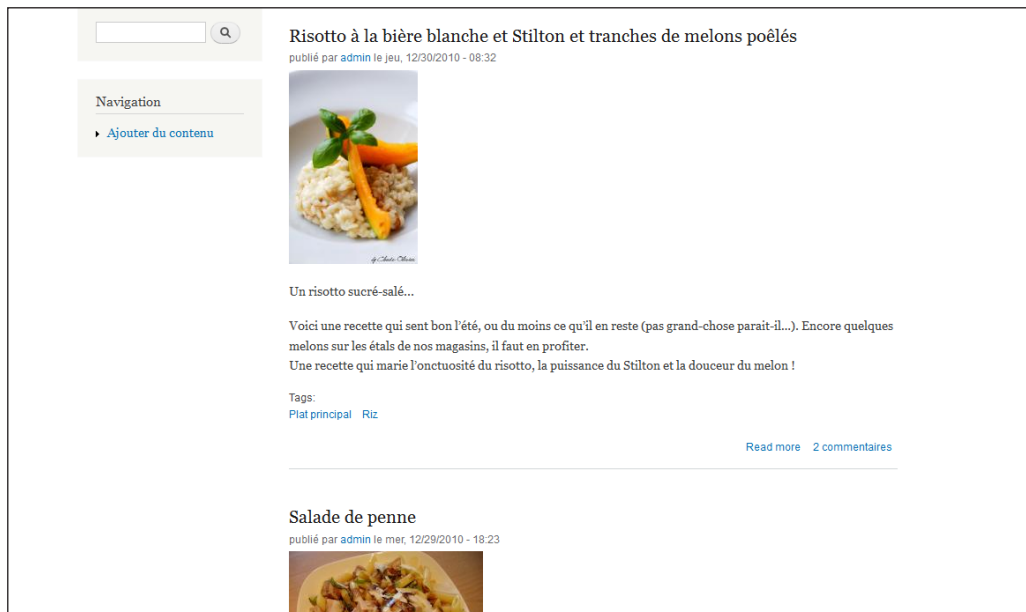 Navigation
Ajouter du contenu
Risotto à la bière blanche et Stilton et tranches de melons poêlés
publié par admin le jeu, 12/30/2010 - 08:32
Un risotto sucré-salé...
Voici une recette qui sent bon l'été, ou du moins ce qu'il en reste (pas grand-chose parait-il...). Encore quelques
melons sur les étals de nos magasins, il faut en profiter.
Une recette qui marie l'onctuosité du risotto, la puissance du Stilton et la douceur du melon !
Tags:
Plat principal Riz
Read more 2 commentaires
Salade de penne
publié par admin le mer, 12/29/2010 - 18:23